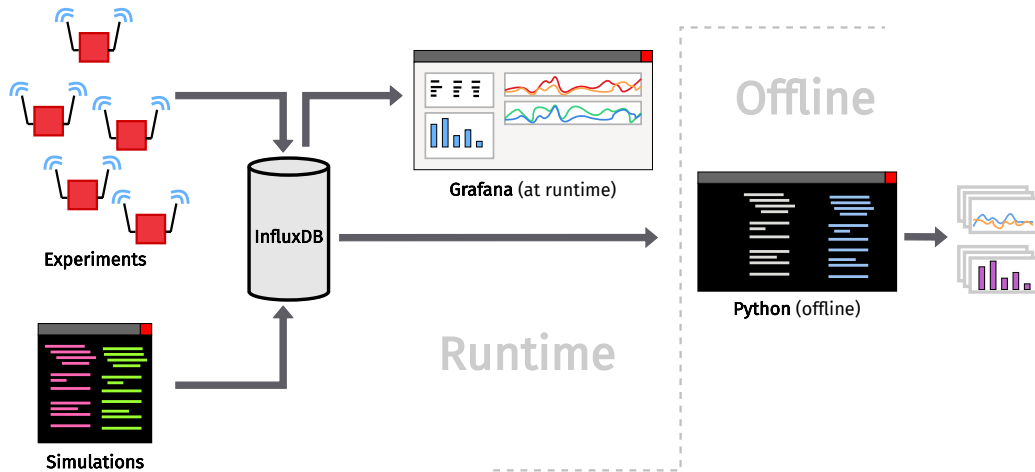 Offline
Grafana (at runtime)
InfluxDB
Experiments
Python (offline)
Runtime
Simulations